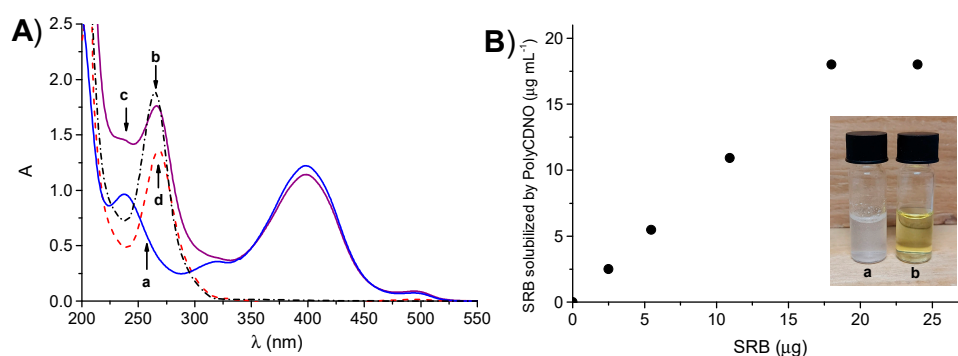 A)
2.5
2.0
1.5
1.0
0.5
0.0
A
c
b
d
a
200 250 300 350 400 450 500 550
λ (nm)
B)
SRB solubilized by PolyCDNO (μg mL⁻¹)
20
15
10
5
0
a b
0 5 10 15 20 25
SRB (μg)